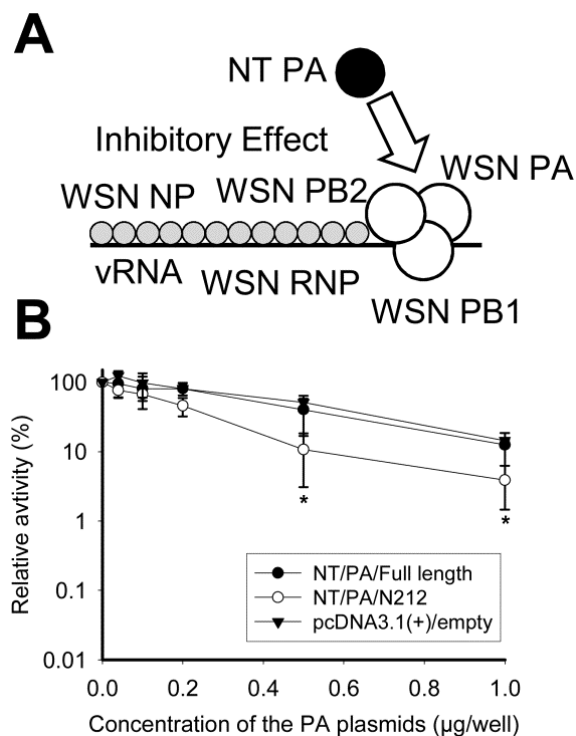 A
NT PA
Inhibitory Effect
WSN PA
WSN NP
WSN PB2
vRNA
WSN RNP
WSN PB1
B
Relative avtivity (%)
100
10
1
0.1
0.01
*
*
NT/PA/Full length
NT/PA/N212
pcDNA3.1(+)/empty
0.0 0.2 0.4 0.6 0.8 1.0
Concentration of the PA plasmids (µg/well)